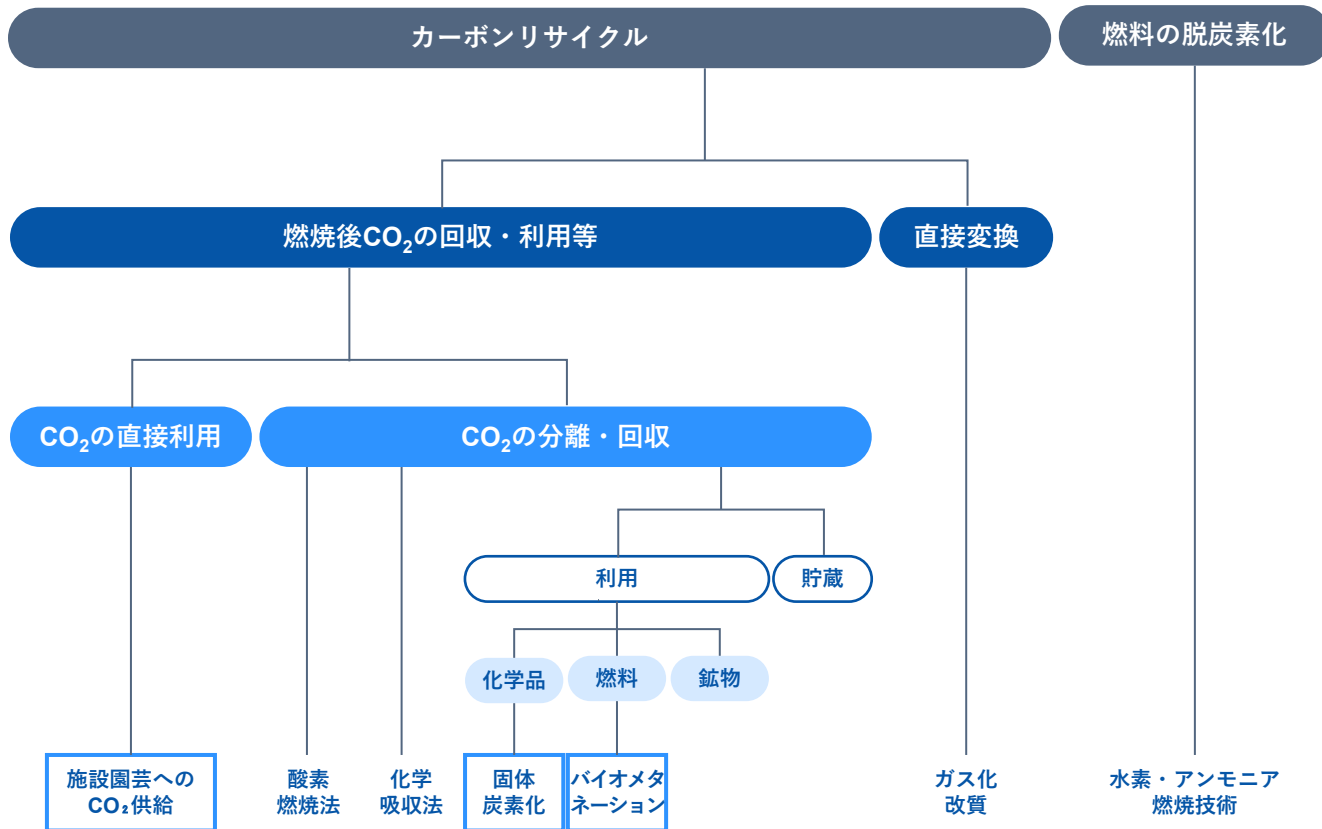 カーボンリサイクル
燃料の脱炭素化
燃焼後CO₂の回収・利用等
直接変換
CO₂の直接利用
CO₂の分離・回収
利用
貯蔵
化学品
燃料
鉱物
施設園芸への
CO₂供給
酸素
燃焼法
化学
吸収法
固体
炭素化
バイオメタ
ネーション
ガス化
改質
水素・アンモニア
燃焼技術